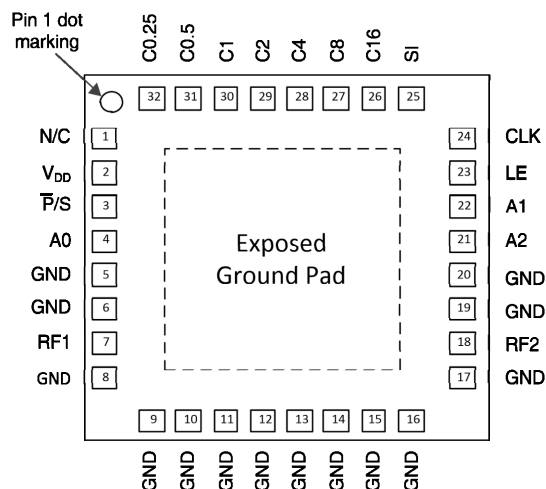 Pin 1 dot
marking
C0.25 C0.5 C1 C2 C4 C8 C16 SI
32 31 30 29 28 27 26 25
N/C 1 24 CLK
VDD 2 23 LE
P̅/S 3 22 A1
A0 4 21 A2
GND 5 20 GND
GND 6 19 GND
RF1 7 18 RF2
GND 8 17 GND
Exposed
Ground Pad
9 10 11 12 13 14 15 16
GND GND GND GND GND GND GND GND